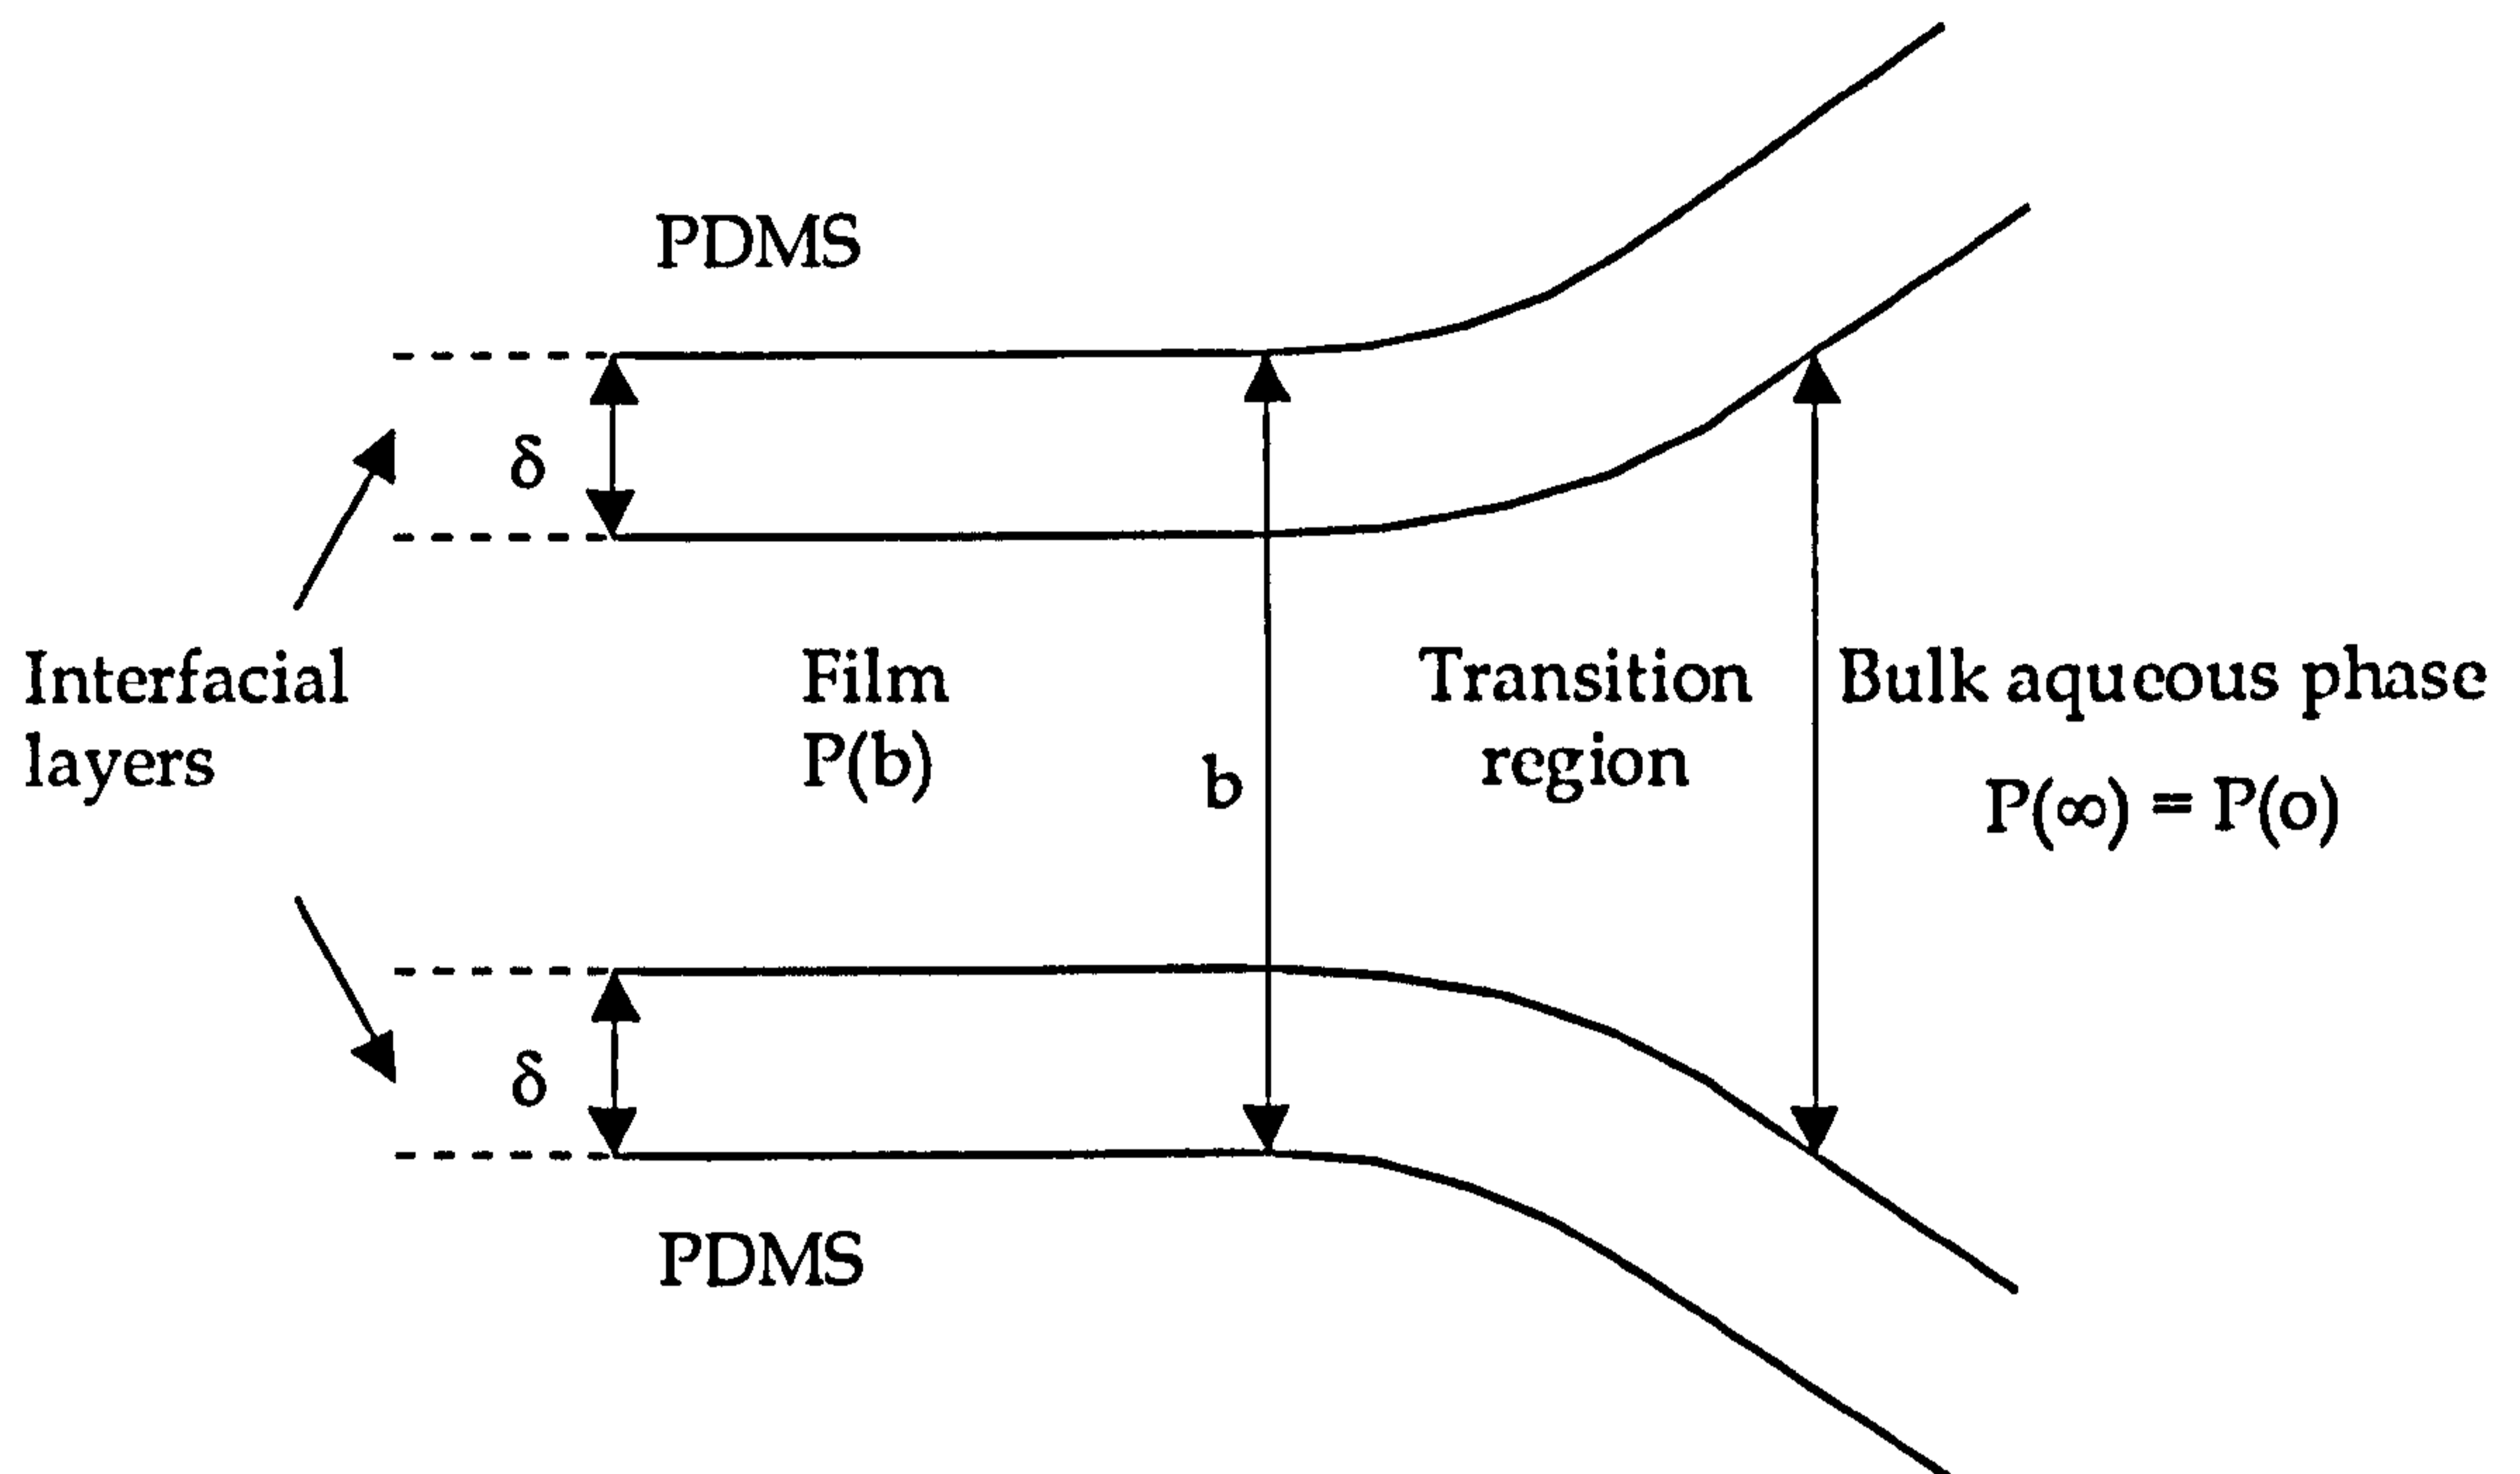 PDMS
δ
Interfacial
layers
Film
P(b)
b
Transition
region
Bulk aqueous phase
P(∞) = P(o)
δ
PDMS